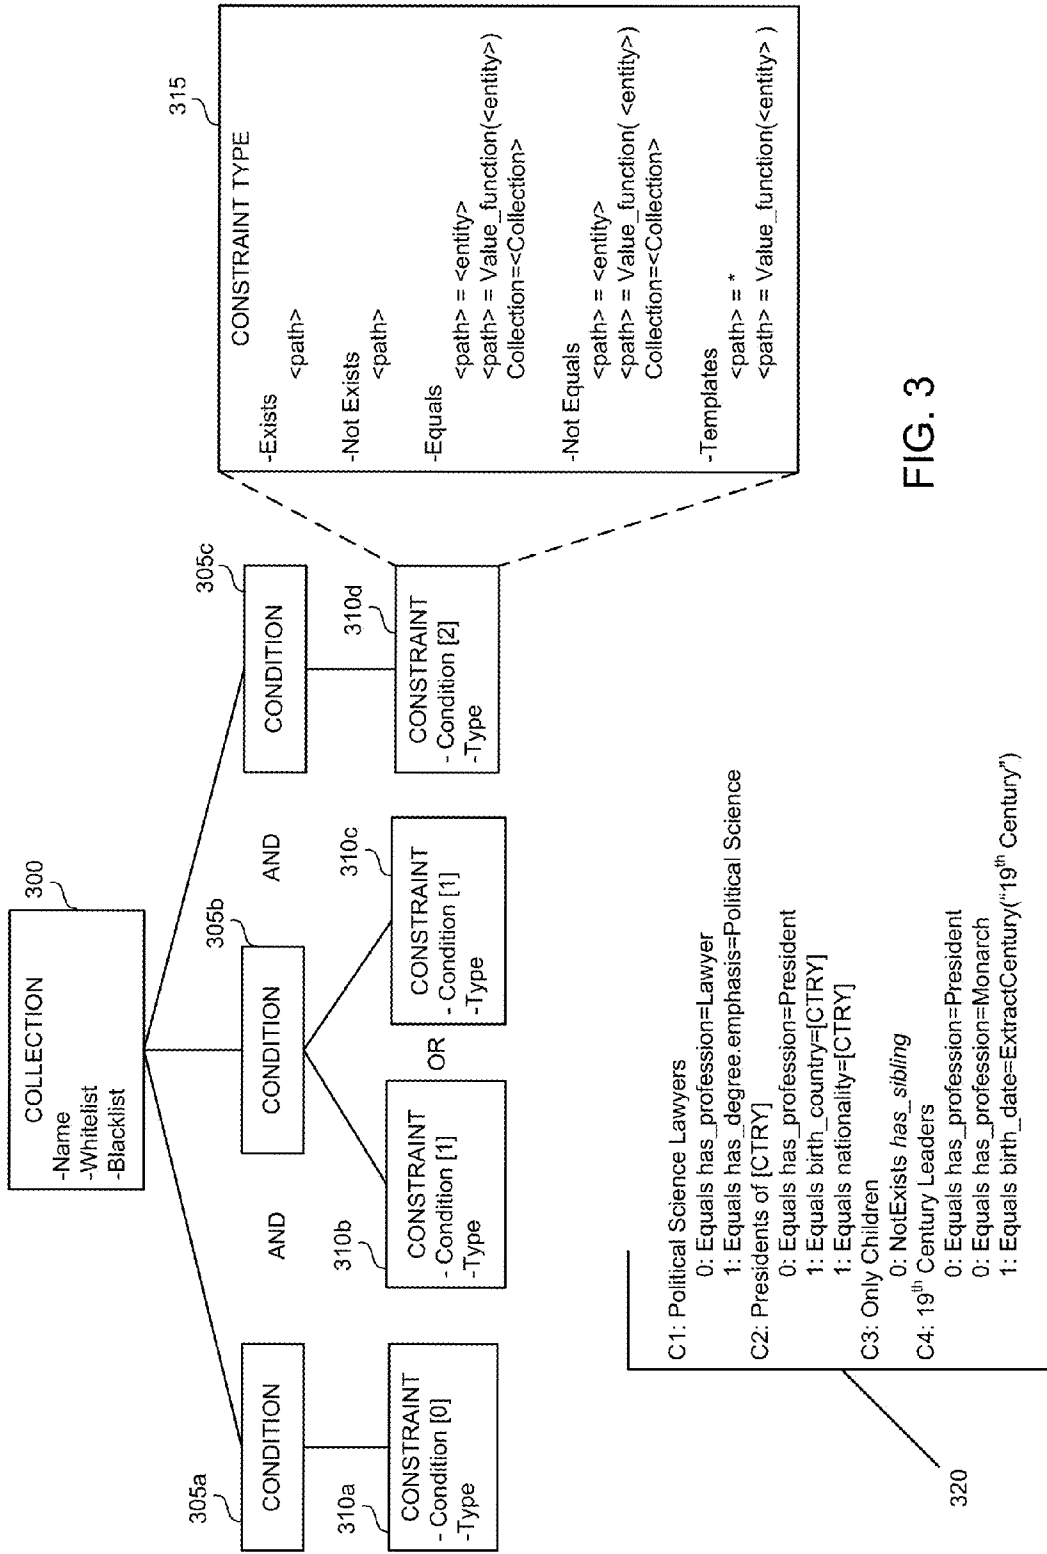 COLLECTION
-Name
-Whitelist
-Blacklist
300
305a
CONDITION
AND
305b
CONDITION
AND
305c
CONDITION
310a
CONSTRAINT
- Condition [0]
-Type
310b
CONSTRAINT
- Condition [1]
-Type
OR
310c
CONSTRAINT
- Condition [1]
-Type
310d
CONSTRAINT
- Condition [2]
-Type
315
CONSTRAINT TYPE
-Exists
<path>
-Not Exists
<path>
-Equals
<path> = <entity>
<path> = Value_function(<entity>)
Collection=<Collection>
-Not Equals
<path> = <entity>
<path> = Value_function( <entity>)
Collection=<Collection>
-Templates
<path> = *
<path> = Value_function(<entity> )
320
C1: Political Science Lawyers
0: Equals has_profession=Lawyer
1: Equals has_degree.emphasis=Political Science
C2: Presidents of [CTRY]
0: Equals has_profession=President
1: Equals birth_country=[CTRY]
1: Equals nationality=[CTRY]
C3: Only Children
0: NotExists has_sibling
C4: 19th Century Leaders
0: Equals has_profession=President
0: Equals has_profession=Monarch
1: Equals birth_date=ExtractCentury(“19th Century”)
FIG. 3